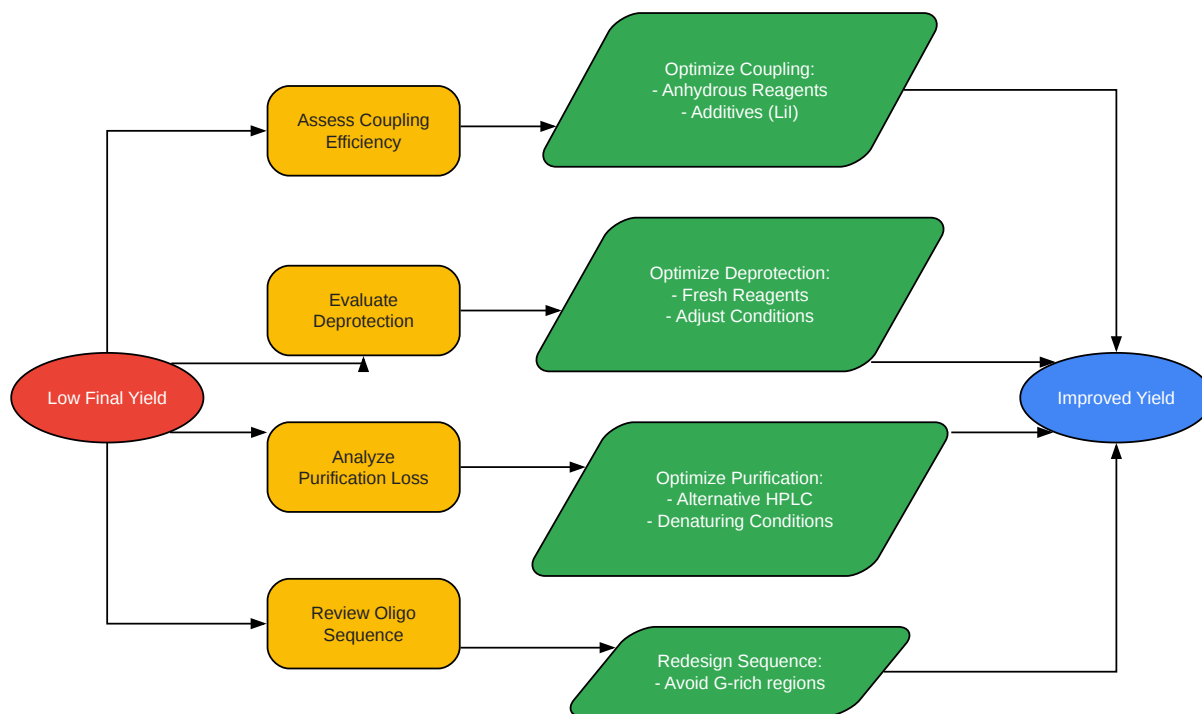 Low Final Yield
Assess Coupling
Efficiency
Optimize Coupling:
- Anhydrous Reagents
- Additives (LiI)
Evaluate
Deprotection
Optimize Deprotection:
- Fresh Reagents
- Adjust Conditions
Analyze
Purification Loss
Optimize Purification:
- Alternative HPLC
- Denaturing Conditions
Review Oligo
Sequence
Redesign Sequence:
- Avoid G-rich regions
Improved Yield